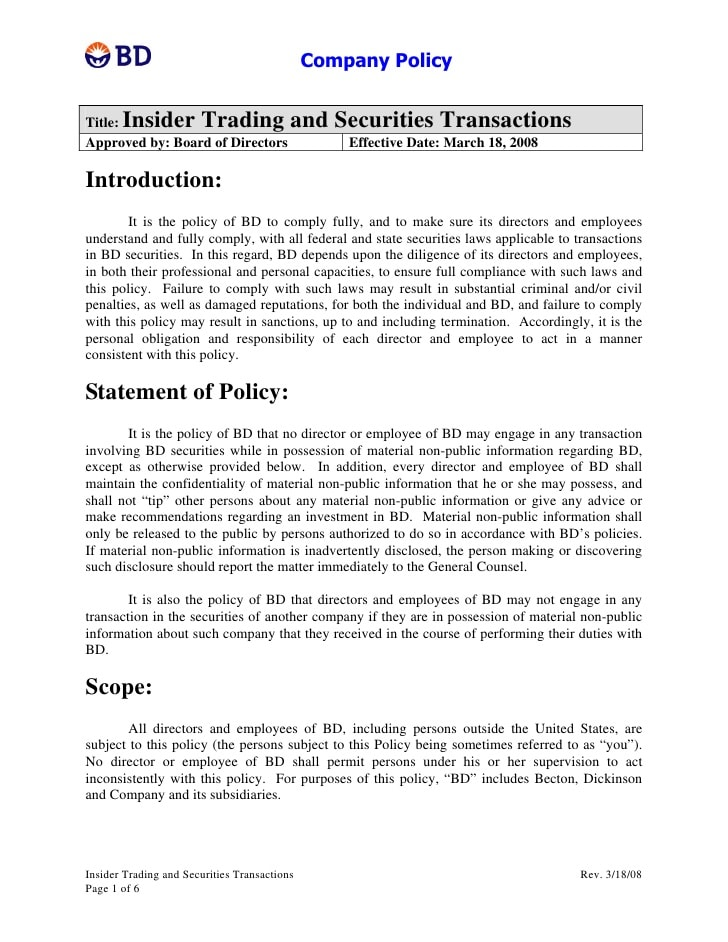 BD
Company Policy
Title: Insider Trading and Securities Transactions
Approved by: Board of Directors Effective Date: March 18, 2008
Introduction:
It is the policy of BD to comply fully, and to make sure its directors and employees
understand and fully comply, with all federal and state securities laws applicable to transactions
in BD securities. In this regard, BD depends upon the diligence of its directors and employees,
in both their professional and personal capacities, to ensure full compliance with such laws and
this policy. Failure to comply with such laws may result in substantial criminal and/or civil
penalties, as well as damaged reputations, for both the individual and BD, and failure to comply
with this policy may result in sanctions, up to and including termination. Accordingly, it is the
personal obligation and responsibility of each director and employee to act in a manner
consistent with this policy.
Statement of Policy:
It is the policy of BD that no director or employee of BD may engage in any transaction
involving BD securities while in possession of material non-public information regarding BD,
except as otherwise provided below. In addition, every director and employee of BD shall
maintain the confidentiality of material non-public information that he or she may possess, and
shall not “tip” other persons about any material non-public information or give any advice or
make recommendations regarding an investment in BD. Material non-public information shall
only be released to the public by persons authorized to do so in accordance with BD’s policies.
If material non-public information is inadvertently disclosed, the person making or discovering
such disclosure should report the matter immediately to the General Counsel.
It is also the policy of BD that directors and employees of BD may not engage in any
transaction in the securities of another company if they are in possession of material non-public
information about such company that they received in the course of performing their duties with
BD.
Scope:
All directors and employees of BD, including persons outside the United States, are
subject to this policy (the persons subject to this Policy being sometimes referred to as “you”).
No director or employee of BD shall permit persons under his or her supervision to act
inconsistently with this policy. For purposes of this policy, “BD” includes Becton, Dickinson
and Company and its subsidiaries.
Insider Trading and Securities Transactions Rev. 3/18/08
Page 1 of 6